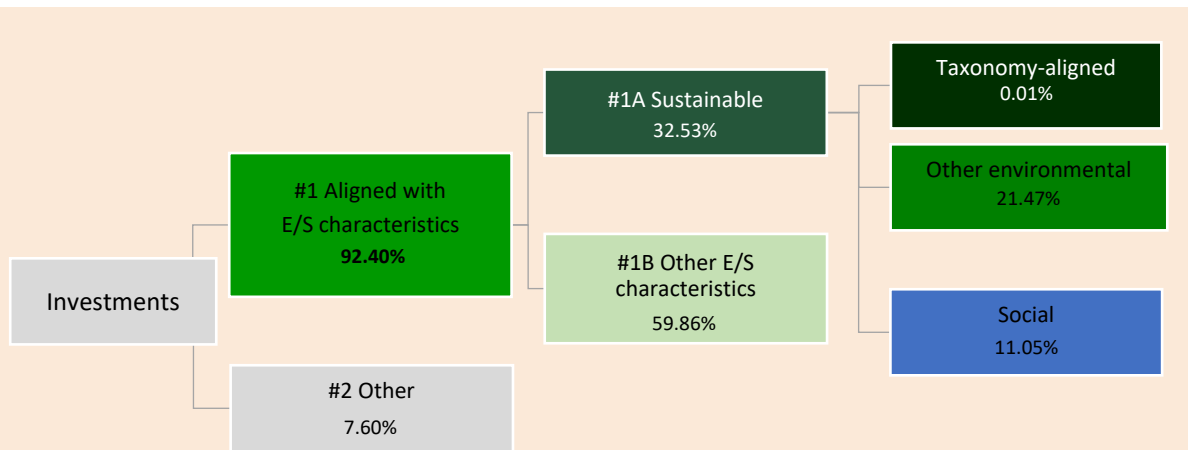 Investments
#1 Aligned with
E/S characteristics
92.40%
#2 Other
7.60%
#1A Sustainable
32.53%
#1B Other E/S
characteristics
59.86%
Taxonomy-aligned
0.01%
Other environmental
21.47%
Social
11.05%